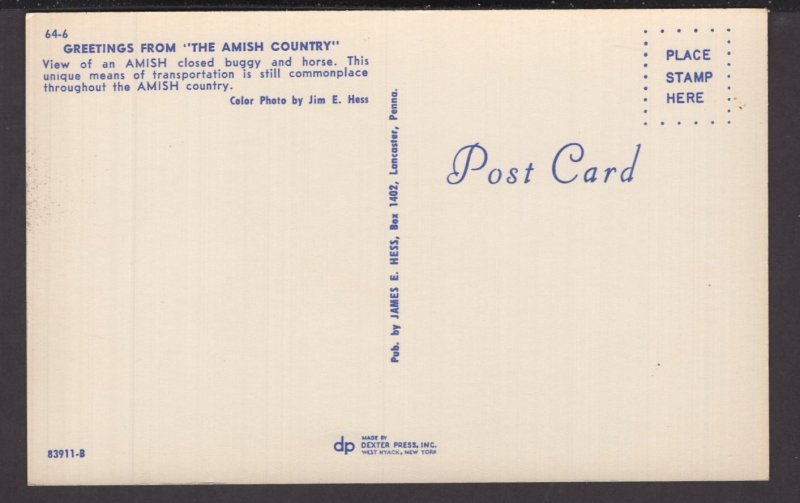 64-6
GREETINGS FROM "THE AMISH COUNTRY"
View of an AMISH closed buggy and horse. This
unique means of transportation is still commonplace
throughout the AMISH country.
Color Photo by Jim E. Hess
Pub. by JAMES E. HESS, Box 1402, Lancaster, Penna.
PLACE
STAMP
HERE
Post Card
83911-B
dp
MADE BY
DEXTER PRESS, INC.
WEST NYACK, NEW YORK